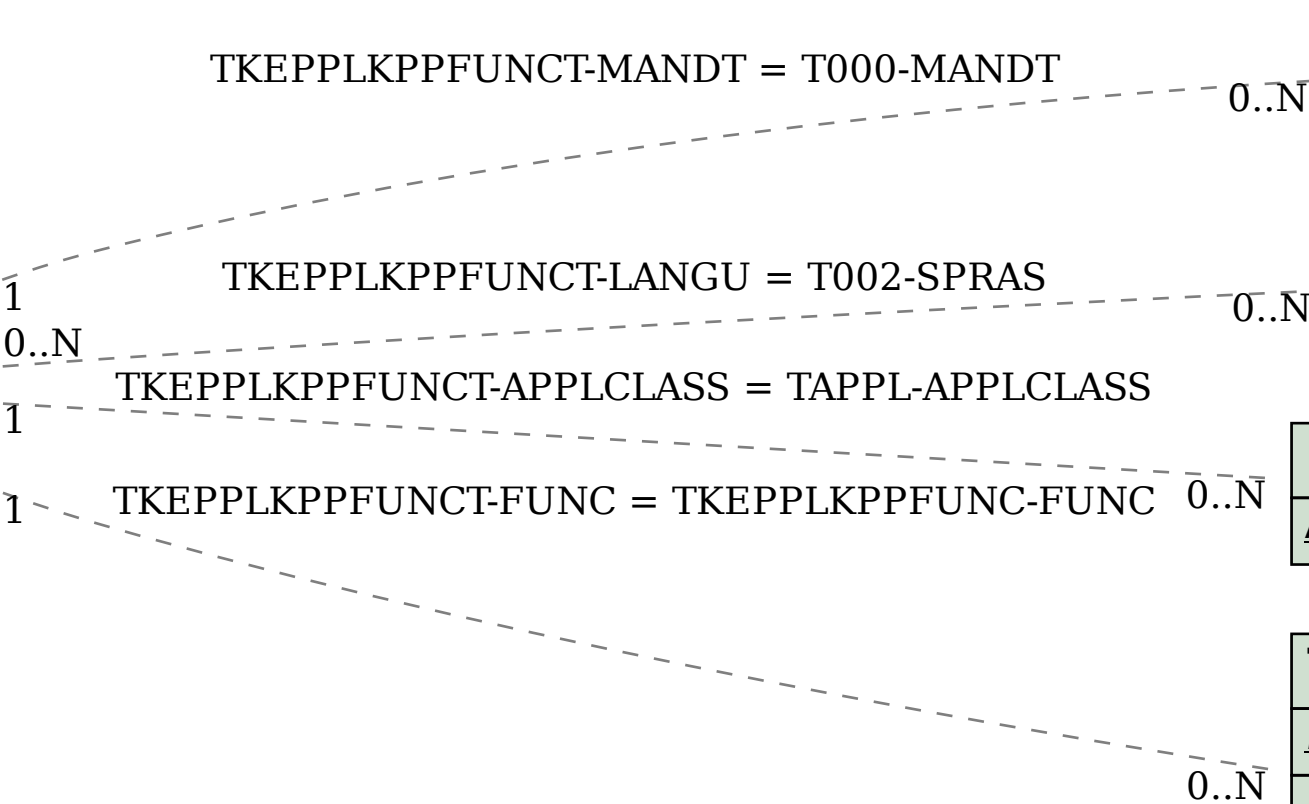 TKEPPLKPPFUNCT-MANDT = T000-MANDT
0..N
TKEPPLKPPFUNCT-LANGU = T002-SPRAS
1
0..N
0..N
TKEPPLKPPFUNCT-APPLCLASS = TAPPL-APPLCLASS
1
TKEPPLKPPFUNCT-FUNC = TKEPPLKPPFUNC-FUNC
0..N
1
0..N